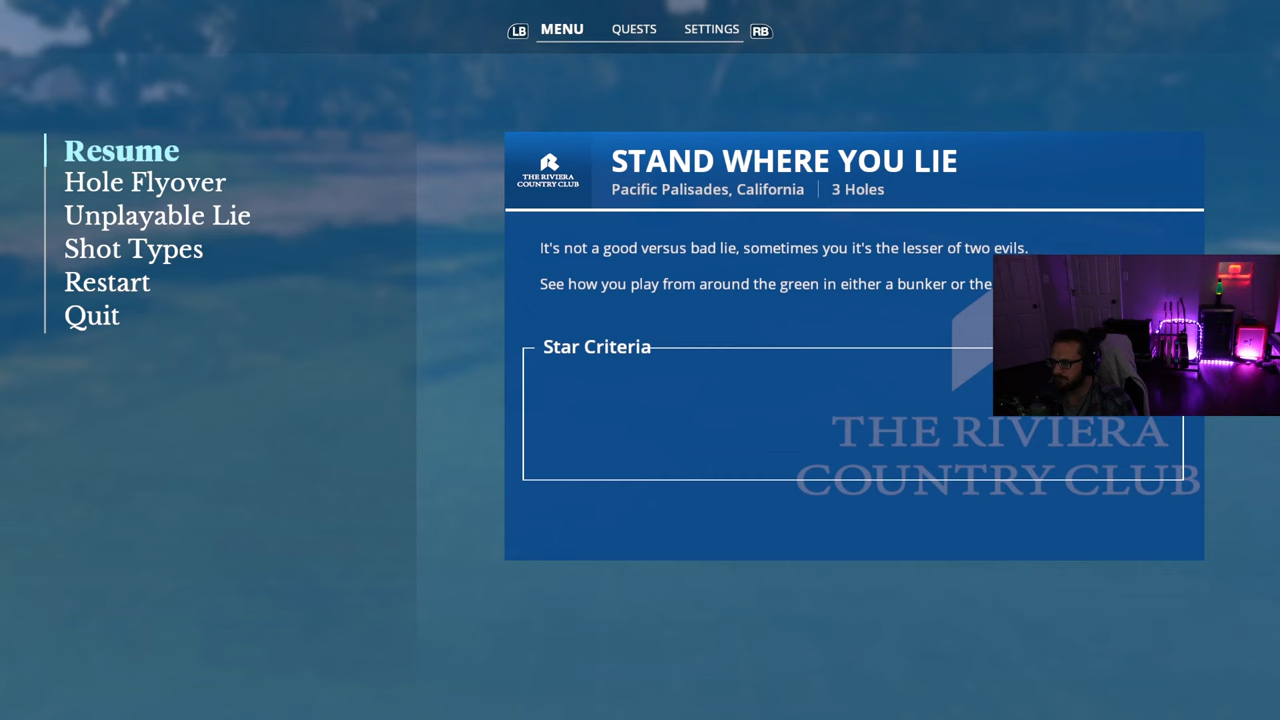 LB MENU QUESTS SETTINGS RB
Resume
Hole Flyover
Unplayable Lie
Shot Types
Restart
Quit
THE RIVIERA
COUNTRY CLUB
STAND WHERE YOU LIE
Pacific Palisades, California 3 Holes
It's not a good versus bad lie, sometimes you it's the lesser of two evils.
See how you play from around the green in either a bunker or the
Star Criteria
THE RIVIERA
COUNTRY CLUB